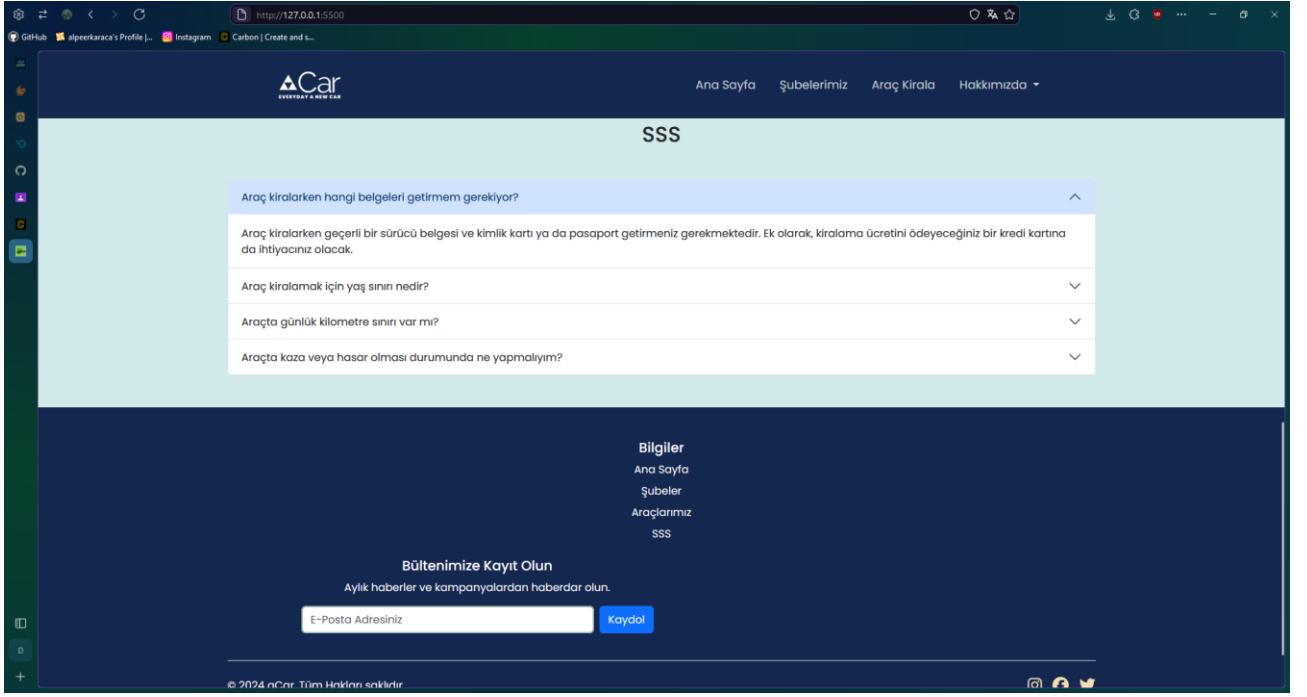 http://127.0.0.1:5500
GitHub alpeerkaraca's Profile |... Instagram Carbon | Create and s...
aCar
EVERYDAY A NEW CAR
Ana Sayfa Şubelerimiz Araç Kirala Hakkımızda
SSS
Araç kiralarken hangi belgeleri getirmem gerekiyor?
Araç kiralarken geçerli bir sürücü belgesi ve kimlik kartı ya da pasaport getirmeniz gerekmektedir. Ek olarak, kiralama ücretini ödeyeceğiniz bir kredi kartına
da ihtiyacınız olacak.
Araç kiralamak için yaş sınırı nedir?
Araçta günlük kilometre sınırı var mı?
Araçta kaza veya hasar olması durumunda ne yapmalıyım?
Bilgiler
Ana Sayfa
Şubeler
Araçlarımız
SSS
Bültenimize Kayıt Olun
Aylık haberler ve kampanyalardan haberdar olun.
E-Posta Adresiniz Kaydol
© 2024 aCar. Tüm Hakları saklıdır